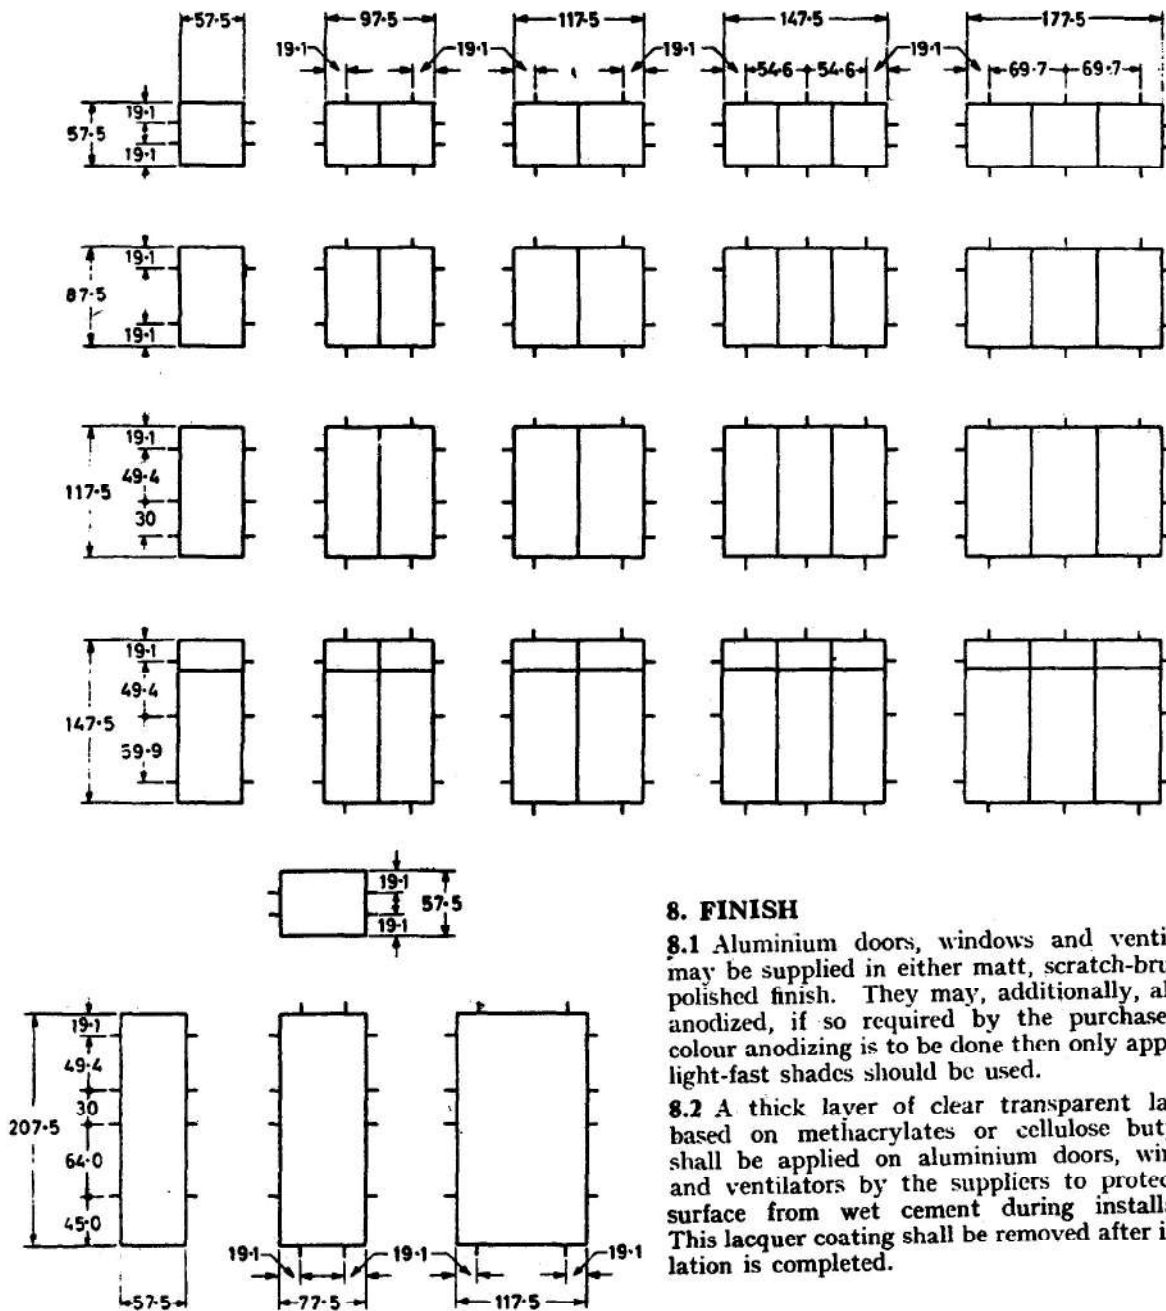 57·5 97·5 117·5 147·5 177·5
19·1 19·1 19·1 19·1
54·6 54·6 69·7 69·7
57·5
19·1
19·1
87·5
19·1
19·1
117·5
19·1
49·4
30
147·5
19·1
49·4
59·9
19·1
57·5
19·1
207·5
19·1
49·4
30
64·0
45·0
19·1 19·1 19·1
57·5 77·5 117·5
8. FINISH
8.1 Aluminium doors, windows and venti
may be supplied in either matt, scratch-bru
polished finish. They may, additionally, al
anodized, if so required by the purchase
colour anodizing is to be done then only app
light-fast shades should be used.
8.2 A thick layer of clear transparent la
based on methacrylates or cellulose but
shall be applied on aluminium doors, win
and ventilators by the suppliers to protec
surface from wet cement during install
This lacquer coating shall be removed after i
lation is completed.